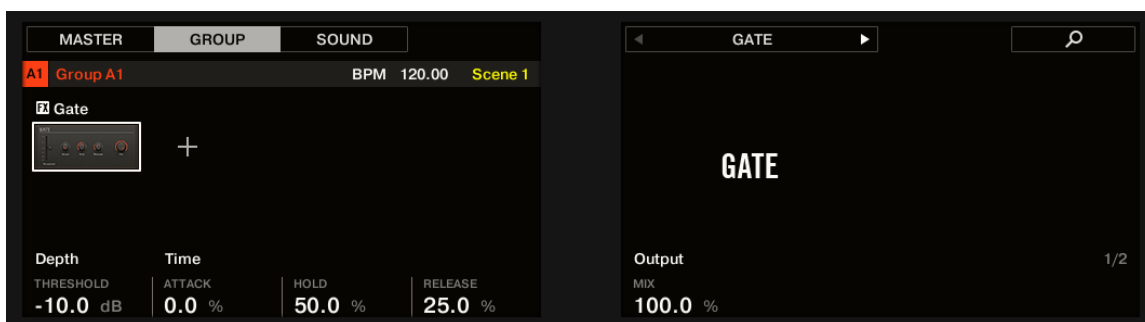 MASTER GROUP SOUND
A1 Group A1 BPM 120.00 Scene 1
FX Gate
GATE
Depth Time
THRESHOLD ATTACK HOLD RELEASE
-10.0 dB 0.0 % 50.0 % 25.0 %
GATE
GATE
Output 1/2
MIX
100.0 %